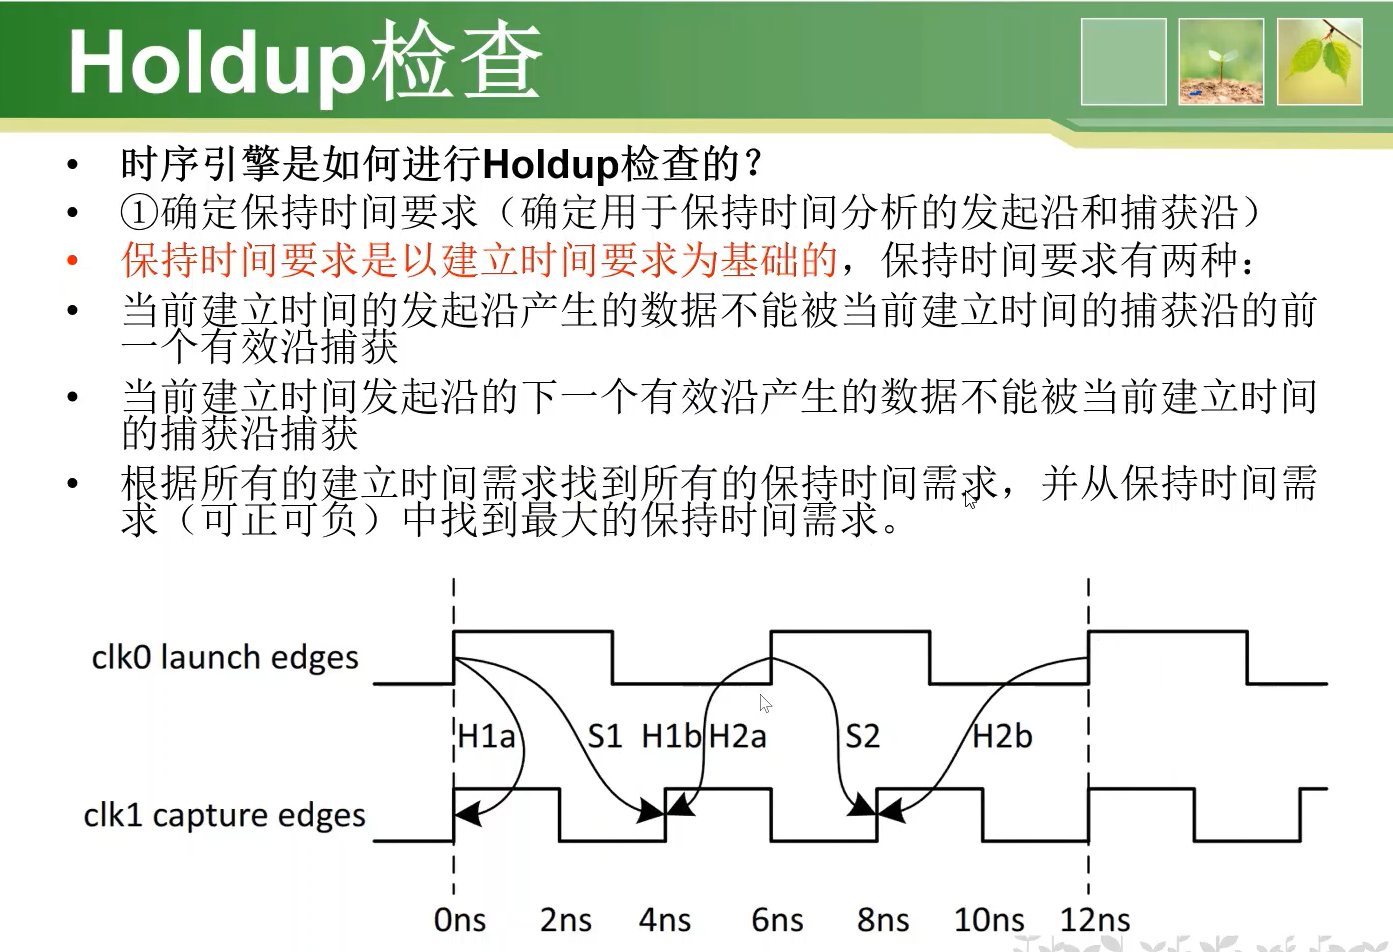 Holdup检查
• 时序引擎是如何进行Holdup检查的？
• ①确定保持时间要求（确定用于保持时间分析的发起沿和捕获沿）
• 保持时间要求是以建立时间要求为基础的，保持时间要求有两种：
• 当前建立时间的发起沿产生的数据不能被当前建立时间的捕获沿的前
一个有效沿捕获
• 当前建立时间发起沿的下一个有效沿产生的数据不能被当前建立时间
的捕获沿捕获
• 根据所有的建立时间需求找到所有的保持时间需求，并从保持时间需
求（可正可负）中找到最大的保持时间需求。
clk0 launch edges
H1a S1 H1b H2a S2 H2b
clk1 capture edges
0ns 2ns 4ns 6ns 8ns 10ns 12ns